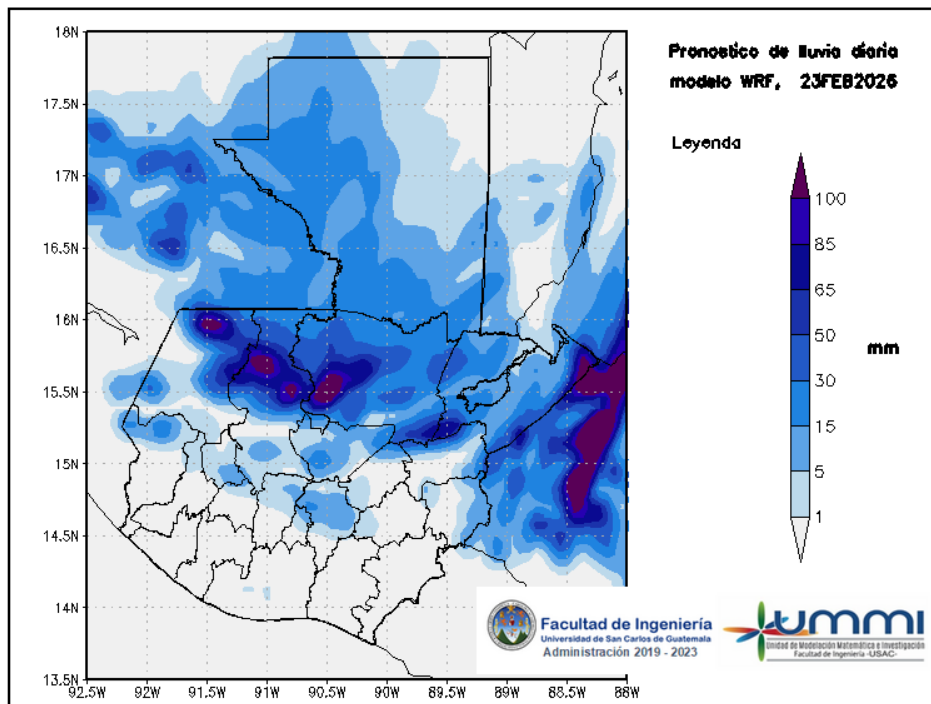 Pronostico de lluvia diaria
modelo WRF, 23FEB2026
Leyenda
100
85
65
50
30
15
5
1
mm
18N
17.5N
17N
16.5N
16N
15.5N
15N
14.5N
14N
13.5N
92.5W
92W
91.5W
91W
90.5W
90W
89.5W
89W
88.5W
88W
Facultad de Ingeniería
Universidad de San Carlos de Guatemala
Administración 2019 - 2023
ummi
Unidad de Modelación Matemática e Investigación
Facultad de Ingeniería -USAC-